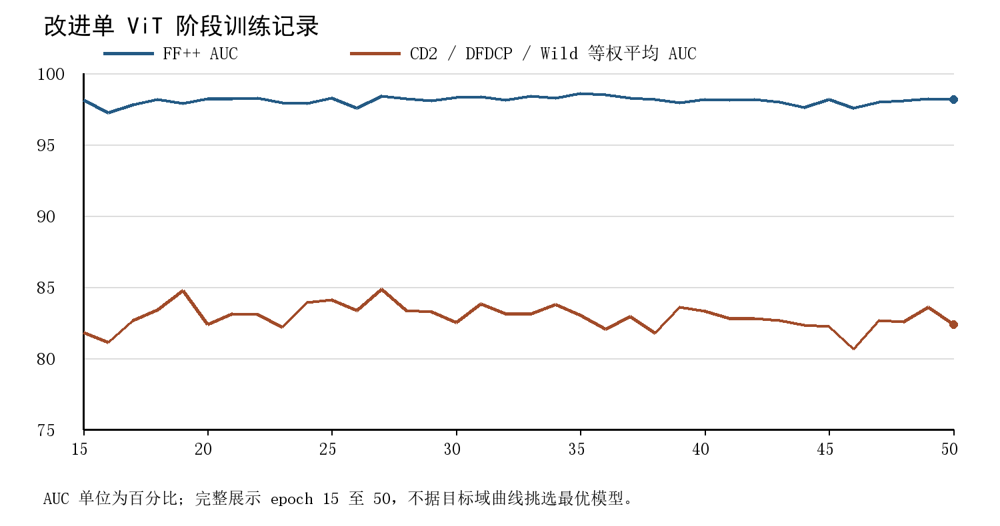 改进单 ViT 阶段训练记录
FF++ AUC
CD2 / DFDCP / Wild 等权平均 AUC
100
95
90
85
80
75
15 20 25 30 35 40 45 50
AUC 单位为百分比；完整展示 epoch 15 至 50，不据目标域曲线挑选最优模型。